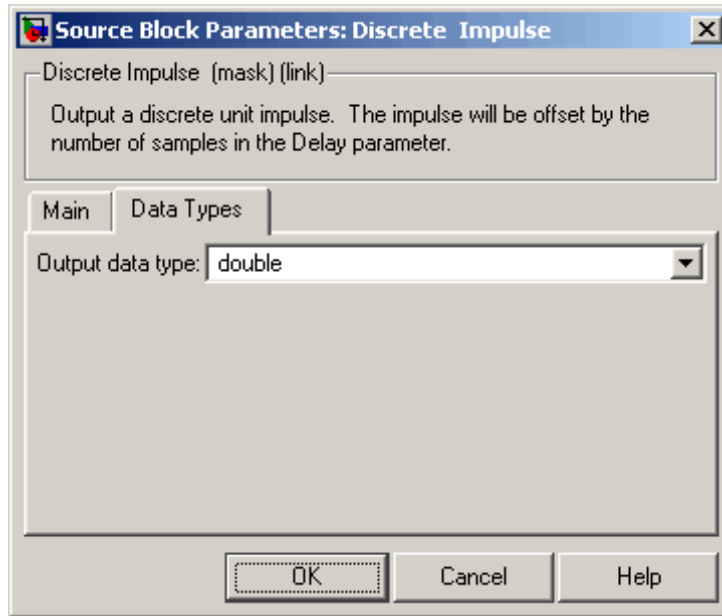 Source Block Parameters: Discrete Impulse
Discrete Impulse (mask) (link)
Output a discrete unit impulse. The impulse will be offset by the
number of samples in the Delay parameter.
Main Data Types
Output data type: double
OK Cancel Help